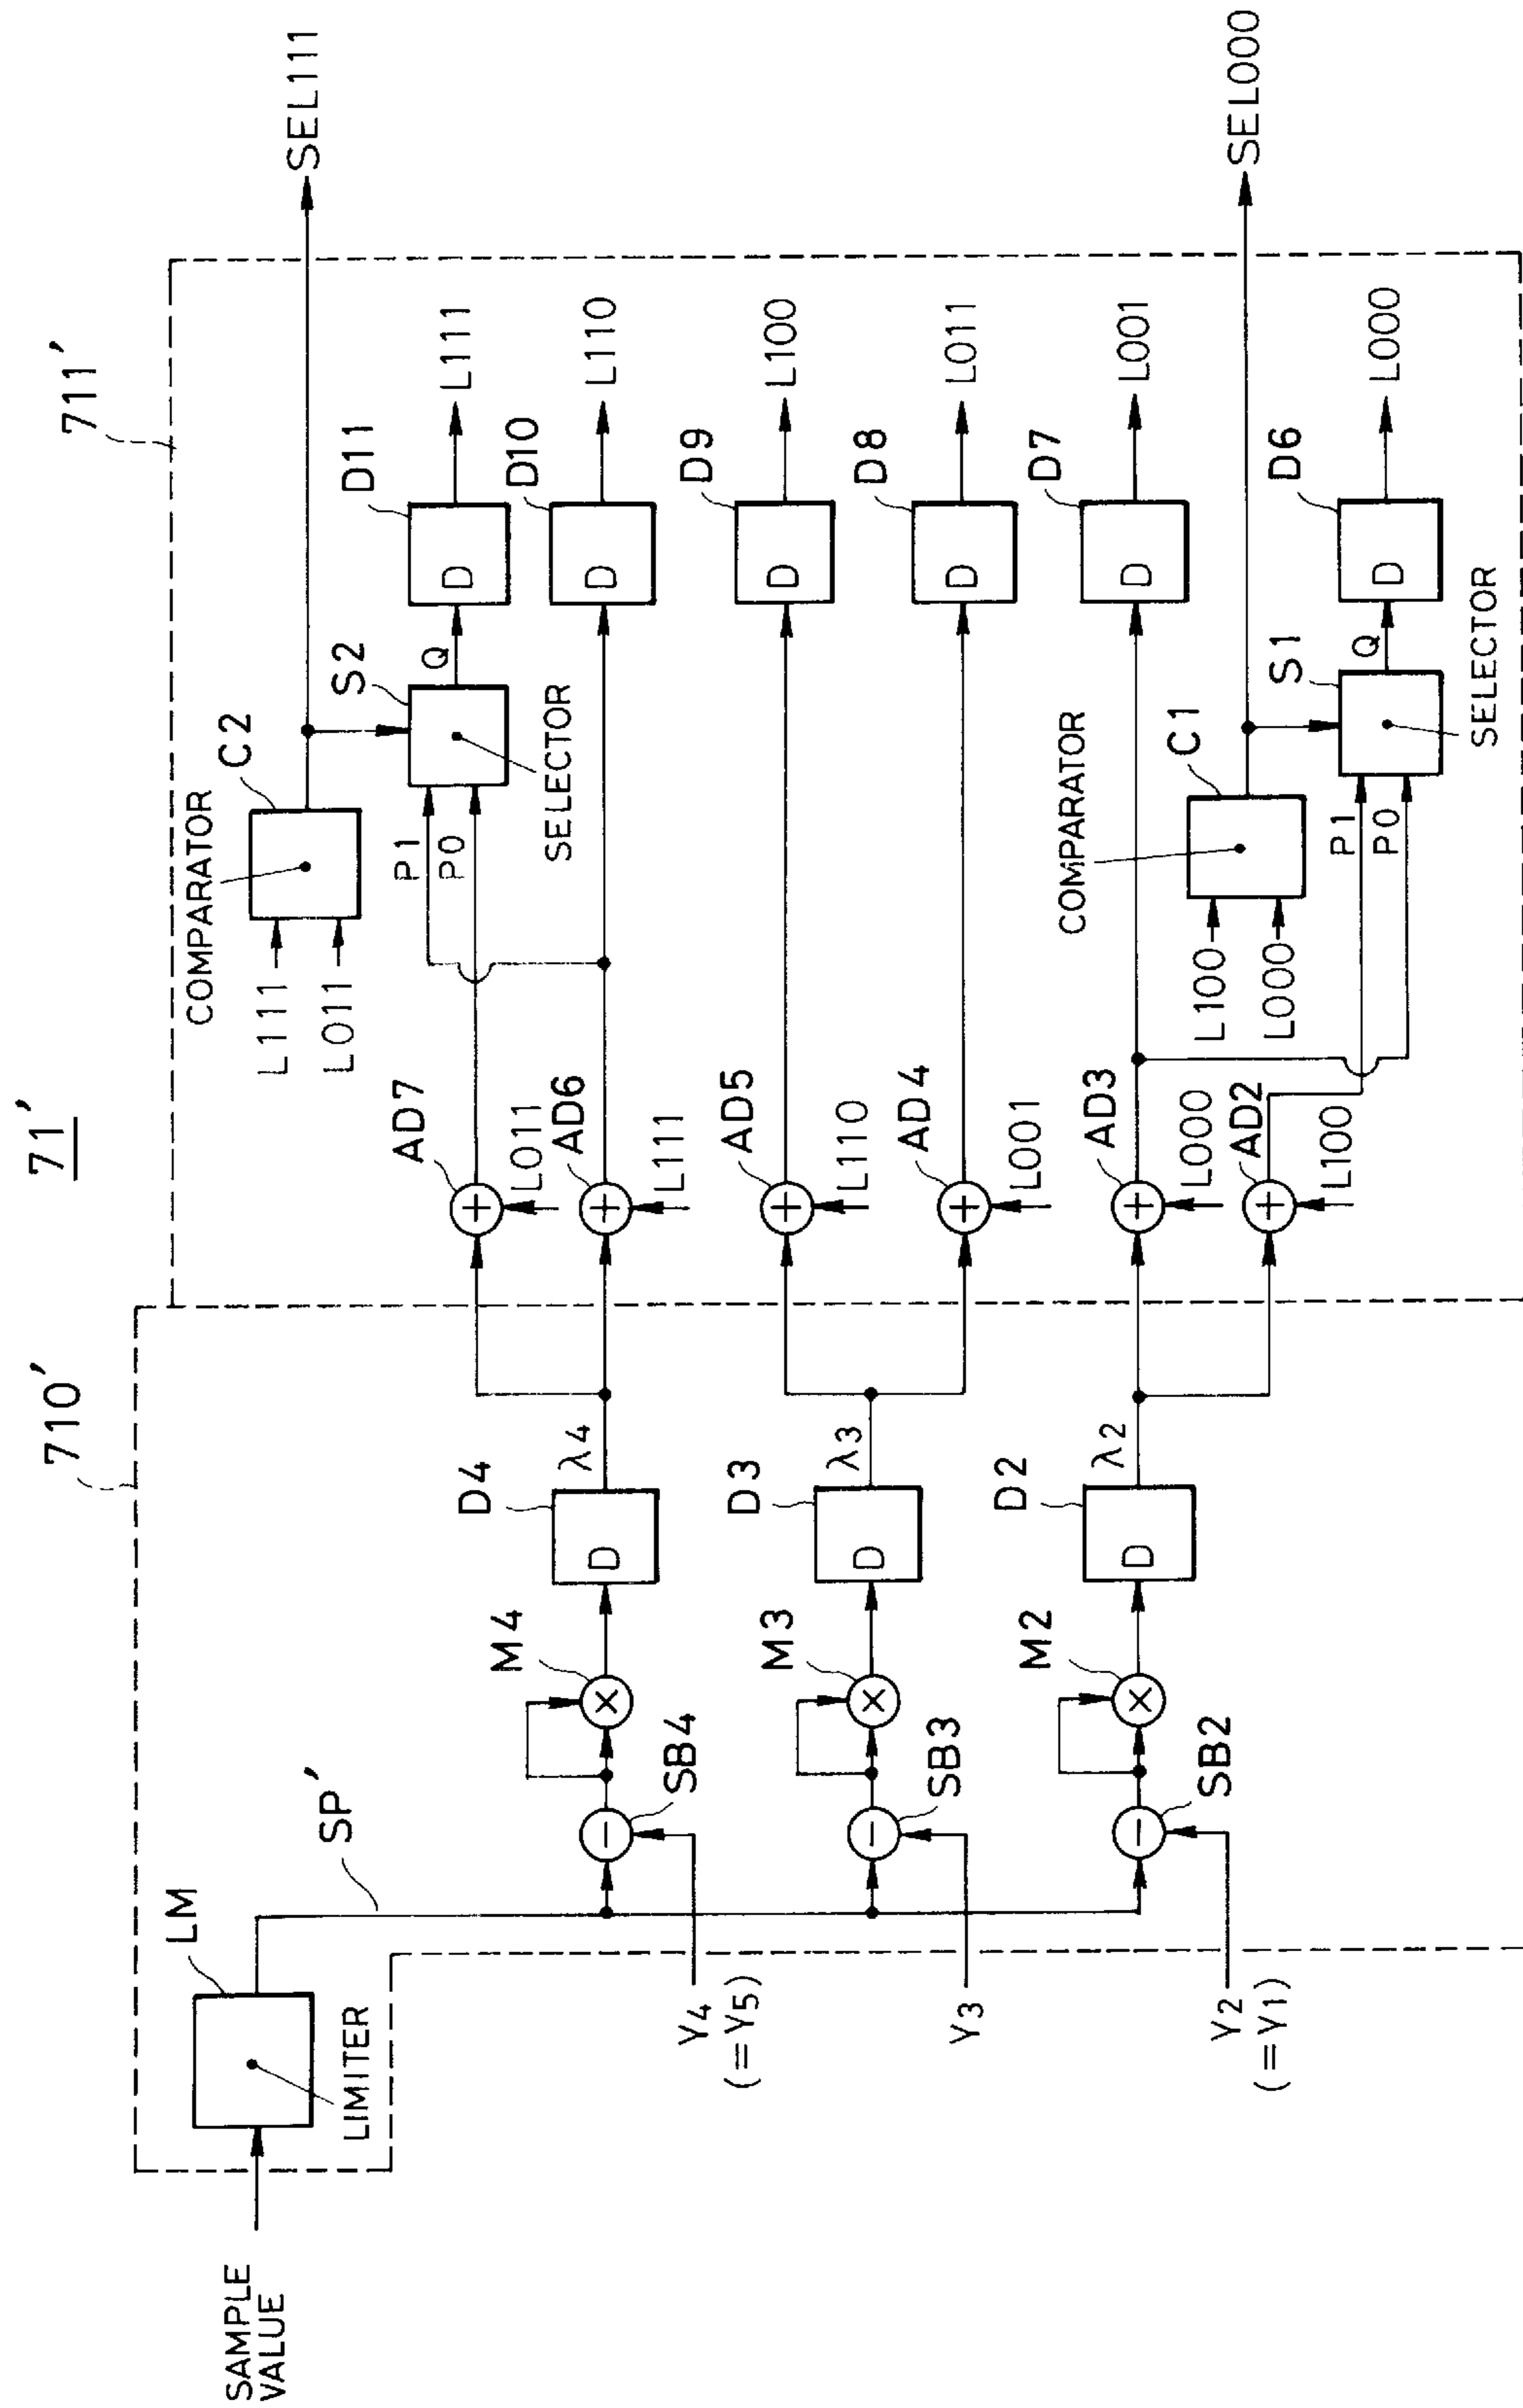 71'
710'
711'
SAMPLE
VALUE
LM
LIMITER
SP'
Y4
(=Y5)
Y3
Y2
(=Y1)
SB4
M4
D4
D
λ4
SB3
M3
D3
D
λ3
SB2
M2
D2
D
λ2
COMPARATOR
C2
L111
L011
SEL111
AD7
L011
P1
P0
S2
SELECTOR
Q
D11
D
L111
AD6
L111
D10
D
L110
AD5
L110
D9
D
L100
AD4
L001
D8
D
L011
AD3
L000
D7
D
L001
COMPARATOR
C1
L100
L000
SEL000
AD2
L100
P1
P0
S1
SELECTOR
Q
D6
D
L000